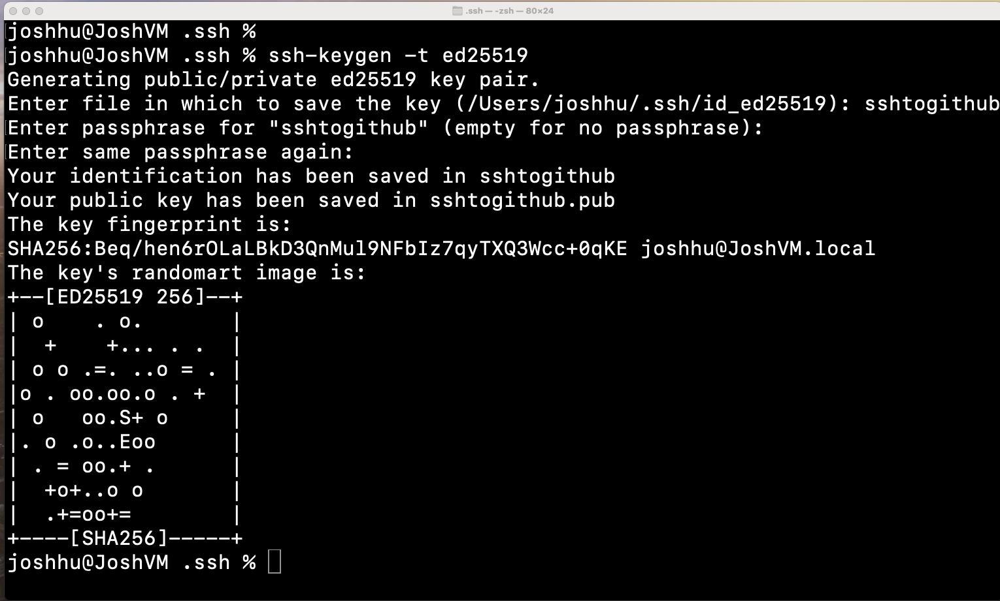 .ssh — -zsh — 80×24
joshhu@JoshVM .ssh %
joshhu@JoshVM .ssh % ssh-keygen -t ed25519
Generating public/private ed25519 key pair.
Enter file in which to save the key (/Users/joshhu/.ssh/id_ed25519): sshtogithub
Enter passphrase for "sshtogithub" (empty for no passphrase):
Enter same passphrase again:
Your identification has been saved in sshtogithub
Your public key has been saved in sshtogithub.pub
The key fingerprint is:
SHA256:Beq/hen6rOLaLBkD3QnMul9NFbIz7qyTXQ3Wcc+0qKE joshhu@JoshVM.local
The key's randomart image is:
+--[ED25519 256]--+
| o    . o.       |
|  +    +... . .  |
| o o .=. ..o = . |
|o . oo.oo.o . +  |
| o   oo.S+ o     |
|. o .o..Eoo      |
| . = oo.+ .      |
|  +o+..o o       |
|  .+=oo+=        |
+----[SHA256]-----+
joshhu@JoshVM .ssh %